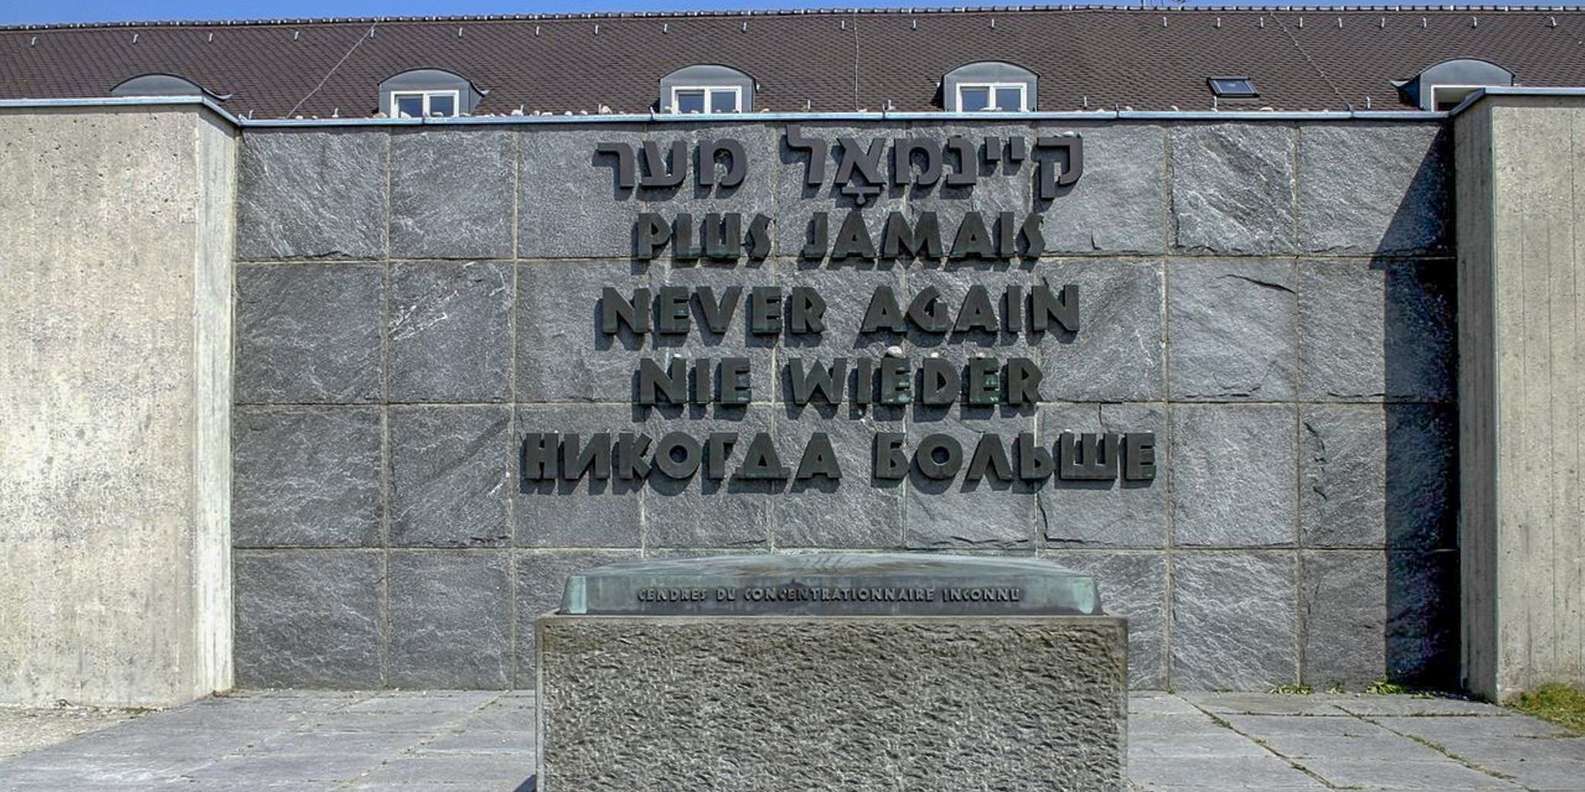 קיינמאָל מער
PLUS JAMAIS
NEVER AGAIN
NIE WIEDER
НИКОГДА БОЛЬШЕ
CENDRES DU CONCENTRATIONNAIRE INCONNU